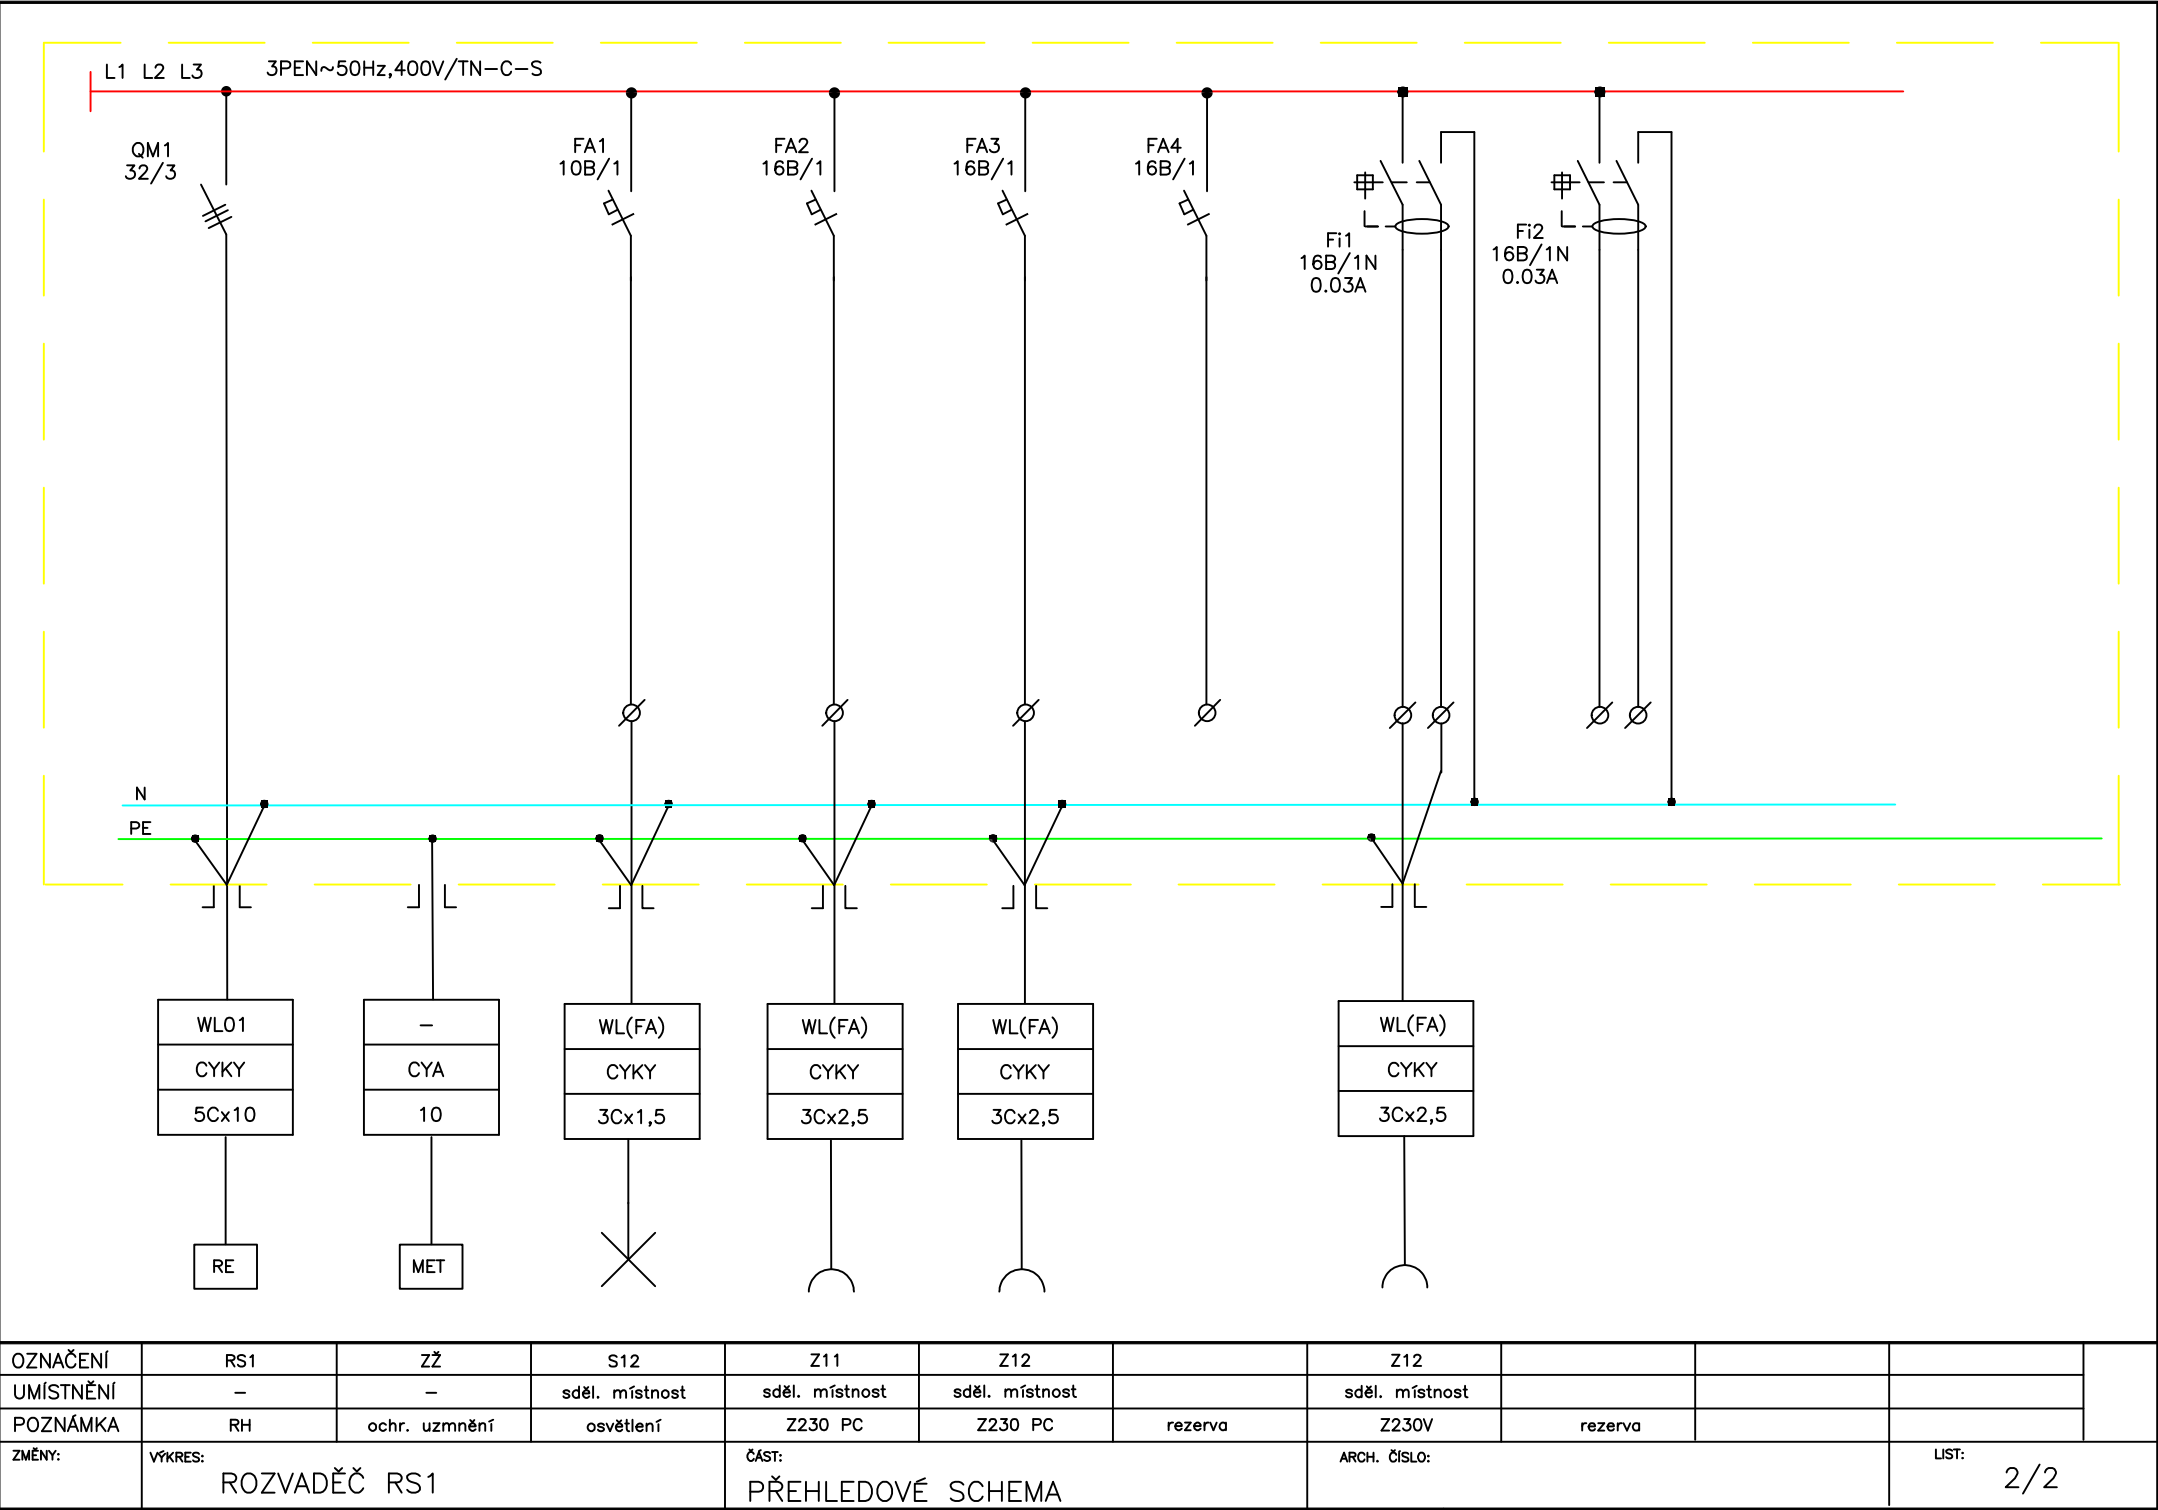 L1 L2 L3 3PEN~50Hz,400V/TN-C-S
QM1
32/3
FA1
10B/1
FA2
16B/1
FA3
16B/1
FA4
16B/1
Fi1
16B/1N
0.03A
Fi2
16B/1N
0.03A
N
PE
WL01
CYKY
5Cx10
RE
–
CYA
10
MET
WL(FA)
CYKY
3Cx1,5
WL(FA)
CYKY
3Cx2,5
WL(FA)
CYKY
3Cx2,5
WL(FA)
CYKY
3Cx2,5
OZNAČENÍ RS1 ZŽ S12 Z11 Z12 Z12
UMÍSTNĚNÍ – – sděl. místnost sděl. místnost sděl. místnost sděl. místnost
POZNÁMKA RH ochr. uzmnění osvětlení Z230 PC Z230 PC rezerva Z230V rezerva
ZMĚNY: VÝKRES: ČÁST: ARCH. ČÍSLO: LIST:
ROZVADĚČ RS1 PŘEHLEDOVÉ SCHEMA 2/2